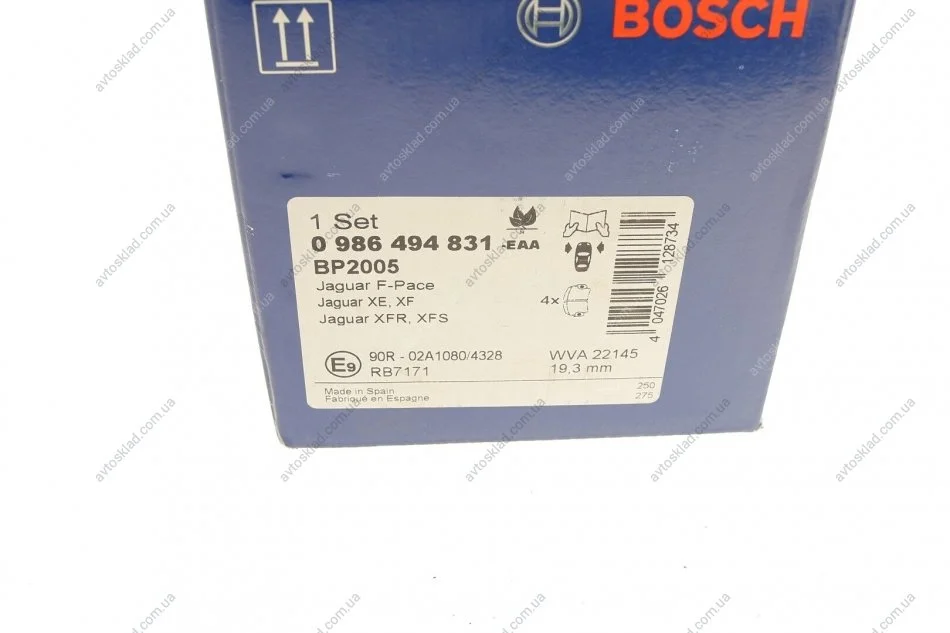 BOSCH
1 Set
0 986 494 831 -EAA
BP2005
Jaguar F-Pace
Jaguar XE, XF
Jaguar XFR, XFS
4x
4 047026 128734
E9 90R - 02A1080/4328
RB7171
WVA 22145
19,3 mm
Made in Spain
Fabriqué en Espagne
250
275
avtosklad.com.ua